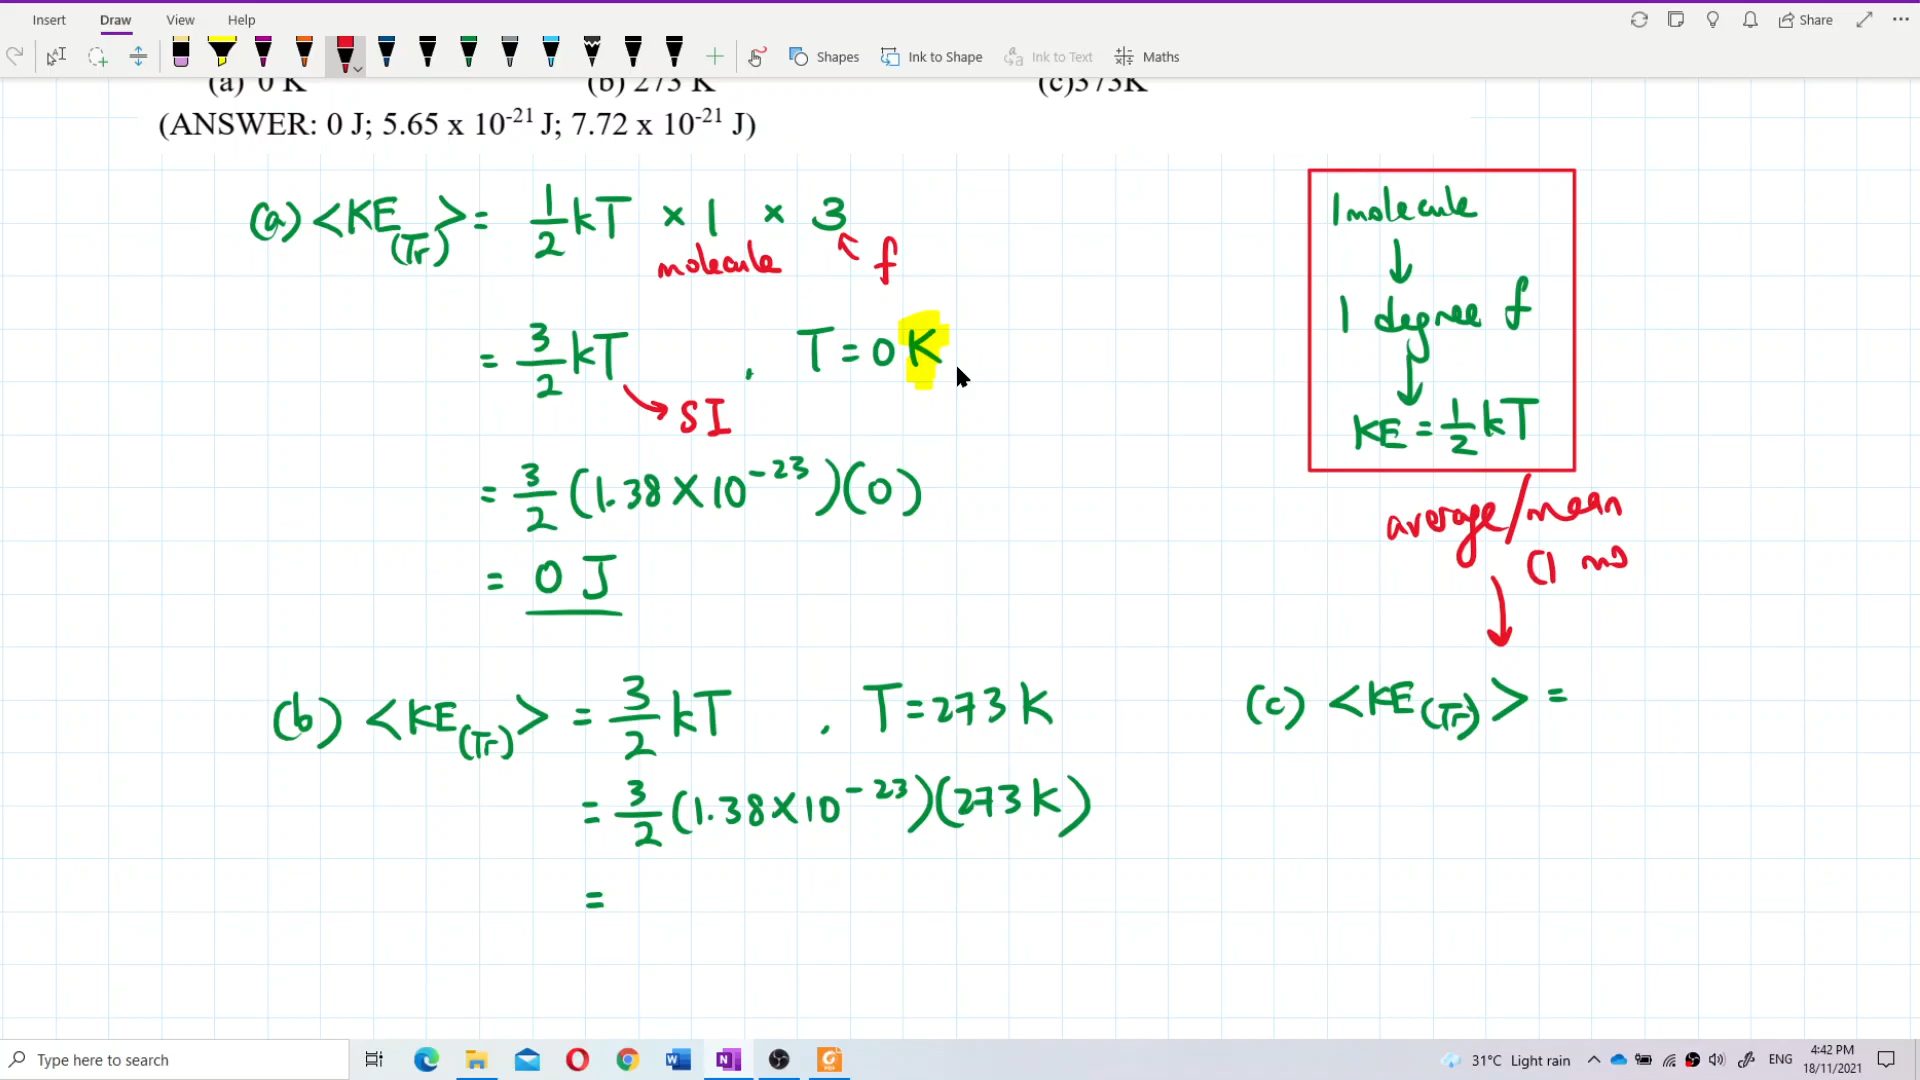 Insert Draw View Help Share
Shapes Ink to Shape Ink to Text Maths
(a) 0 K (b) 273 K (c)373K
(ANSWER: 0 J; 5.65 x 10⁻²¹ J; 7.72 x 10⁻²¹ J)
(a) <KE(Tr)> = 1/2 kT × 1 × 3
molecule f
= 3/2 kT , T = 0 K
SI
= 3/2 (1.38 × 10⁻²³)(0)
= 0 J
1 molecule
1 degree f
KE = 1/2 kT
average/mean
(1 mo
(b) <KE(Tr)> = 3/2 kT , T = 273 K
= 3/2 (1.38 × 10⁻²³)(273 K)
=
(c) <KE(Tr)> =
Type here to search
31°C Light rain ENG 4:42 PM
18/11/2021